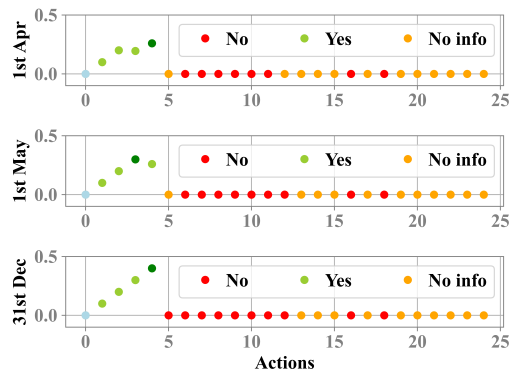 1st Apr
0.5
0.0
No Yes No info
0 5 10 15 20 25
1st May
0.5
0.0
No Yes No info
0 5 10 15 20 25
31st Dec
0.5
0.0
No Yes No info
0 5 10 15 20 25
Actions